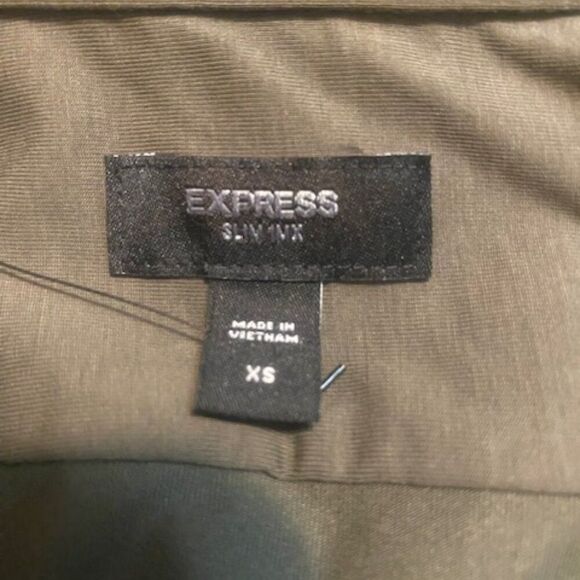 EXPRESS
SLIM 1MX
MADE IN
VIETNAM
XS